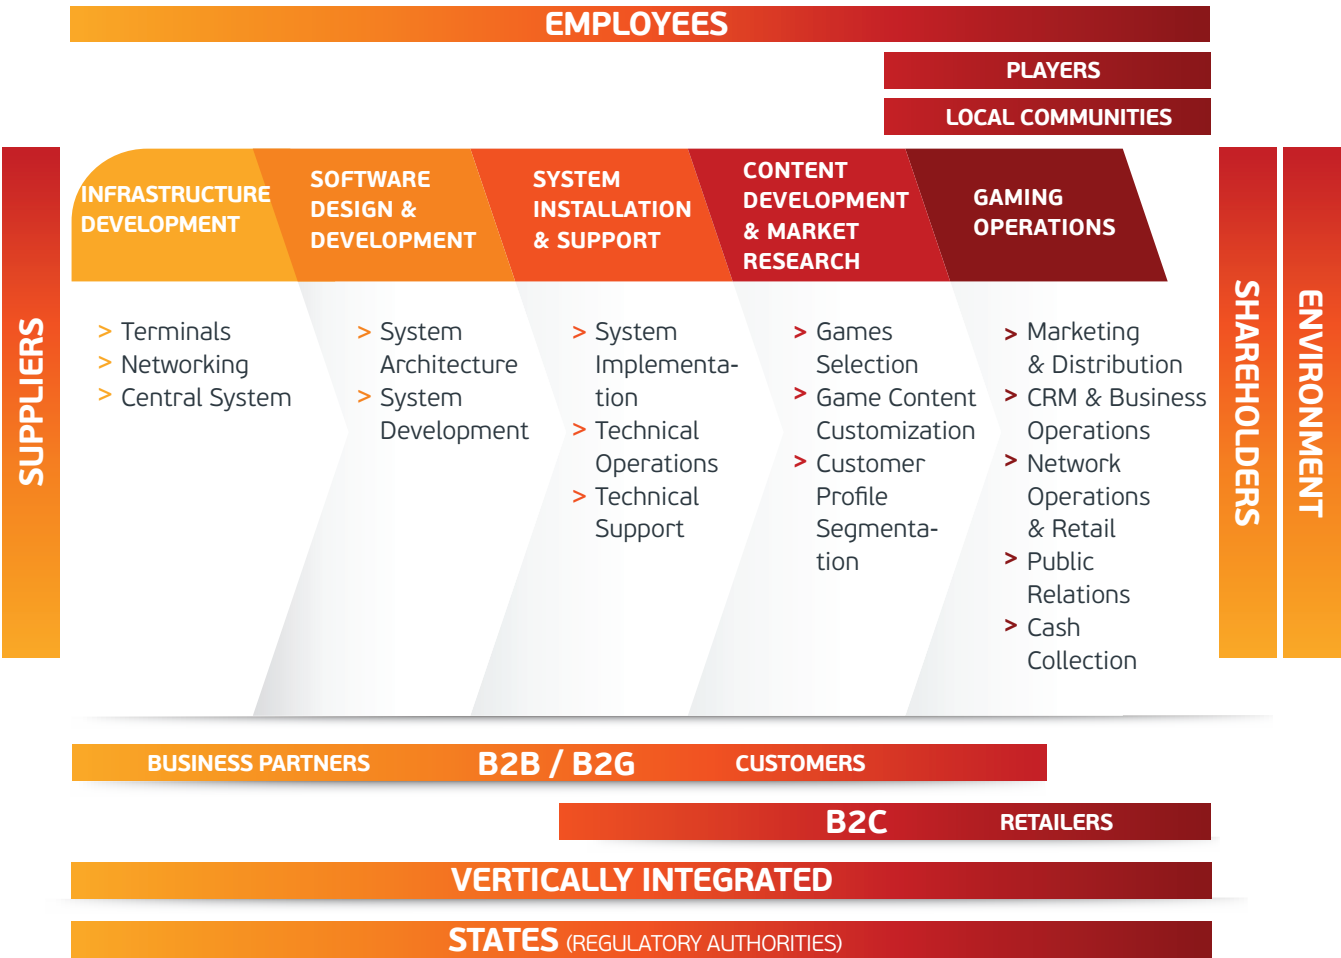 EMPLOYEES
PLAYERS
LOCAL COMMUNITIES
SUPPLIERS
INFRASTRUCTURE
DEVELOPMENT
> Terminals
> Networking
> Central System
SOFTWARE
DESIGN &
DEVELOPMENT
> System
Architecture
> System
Development
SYSTEM
INSTALLATION
& SUPPORT
> System
Implementa-
tion
> Technical
Operations
> Technical
Support
CONTENT
DEVELOPMENT
& MARKET
RESEARCH
> Games
Selection
> Game Content
Customization
> Customer
Profile
Segmenta-
tion
GAMING
OPERATIONS
> Marketing
& Distribution
> CRM & Business
Operations
> Network
Operations
& Retail
> Public
Relations
> Cash
Collection
SHAREHOLDERS
ENVIRONMENT
BUSINESS PARTNERS B2B / B2G CUSTOMERS
B2C RETAILERS
VERTICALLY INTEGRATED
STATES (REGULATORY AUTHORITIES)